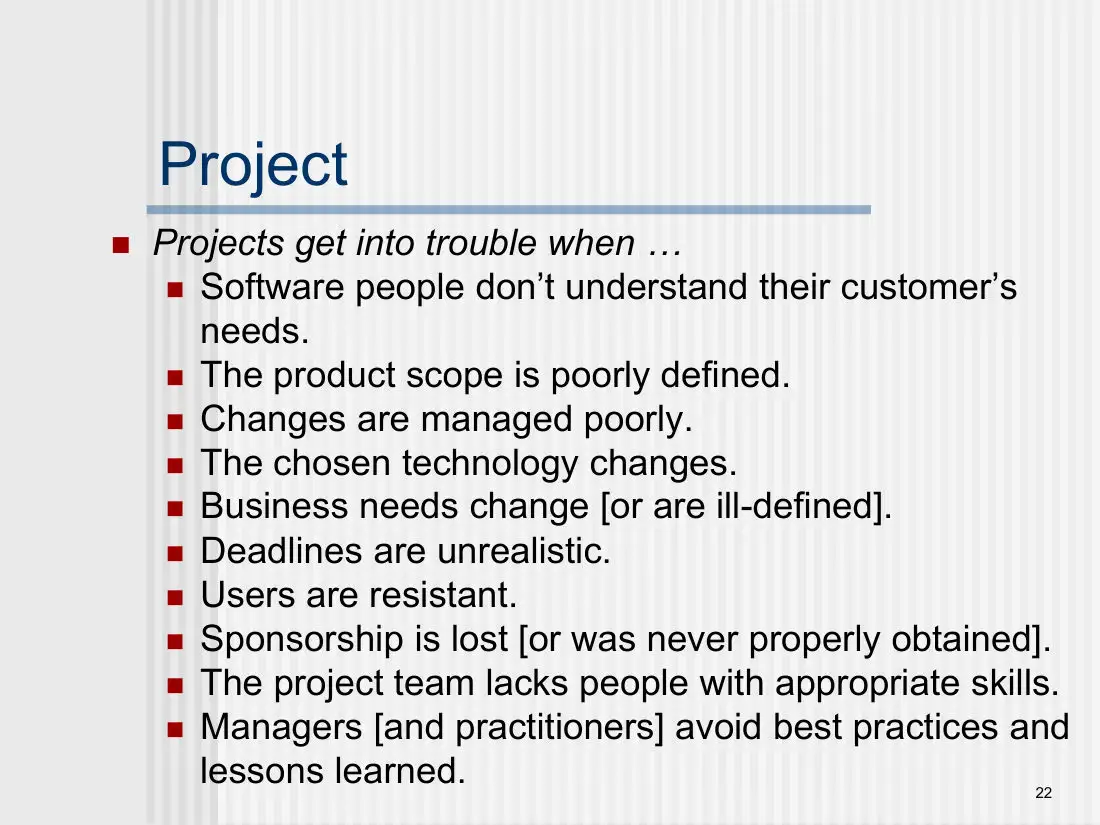 Project
Projects get into trouble when …
Software people don’t understand their customer’s
needs.
The product scope is poorly defined.
Changes are managed poorly.
The chosen technology changes.
Business needs change [or are ill-defined].
Deadlines are unrealistic.
Users are resistant.
Sponsorship is lost [or was never properly obtained].
The project team lacks people with appropriate skills.
Managers [and practitioners] avoid best practices and
lessons learned.
22